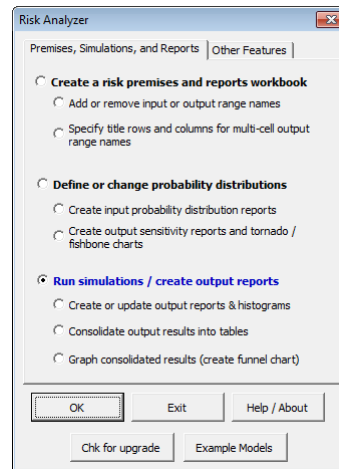 Risk Analyzer
Premises, Simulations, and Reports
Other Features
Create a risk premises and reports workbook
Add or remove input or output range names
Specify title rows and columns for multi-cell output
range names
Define or change probability distributions
Create input probability distribution reports
Create output sensitivity reports and tornado /
fishbone charts
Run simulations / create output reports
Create or update output reports & histograms
Consolidate output results into tables
Graph consolidated results (create funnel chart)
OK
Exit
Help / About
Chk for upgrade
Example Models